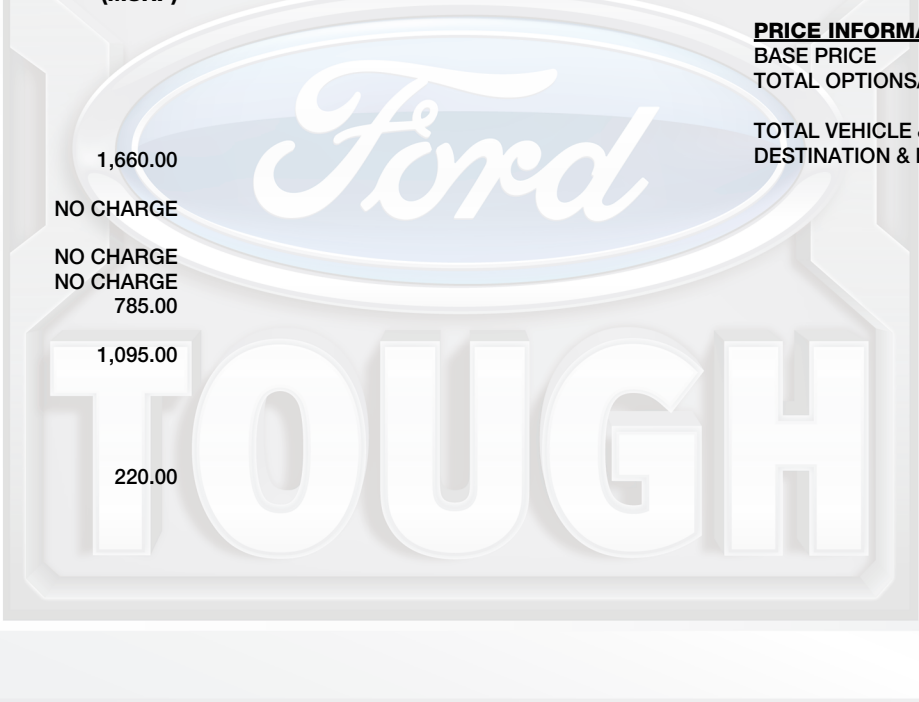 PRICE INFORMA
BASE PRICE
TOTAL OPTIONS
TOTAL VEHICLE
DESTINATION &
1,660.00
NO CHARGE
NO CHARGE
NO CHARGE
785.00
1,095.00
220.00
Ford
TOUGH